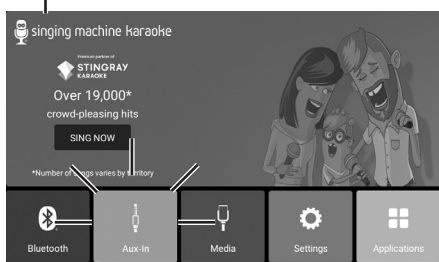 singing machine karaoke
Premium partner of
STINGRAY
KARAOKE
Over 19,000*
crowd-pleasing hits
SING NOW
*Number of songs varies by territory
Bluetooth
Aux-In
Media
Settings
Applications